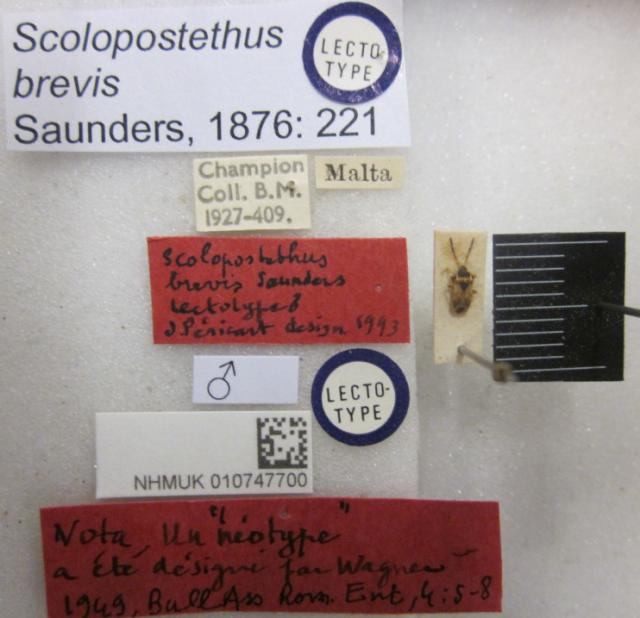 Scolopostethus
brevis
Saunders, 1876: 221
LECTO-
TYPE
Champion
Coll. B.M.
1927-409.
Malta
Scolopostethus
brevis Saunders
Lectotype ♂
J Péricart design 1993
♂
LECTO-
TYPE
NHMUK 010747700
Nota, Un "néotype"
a été désigné par Wagner
1949, Boll Ass Rom. Ent, 4:5-8